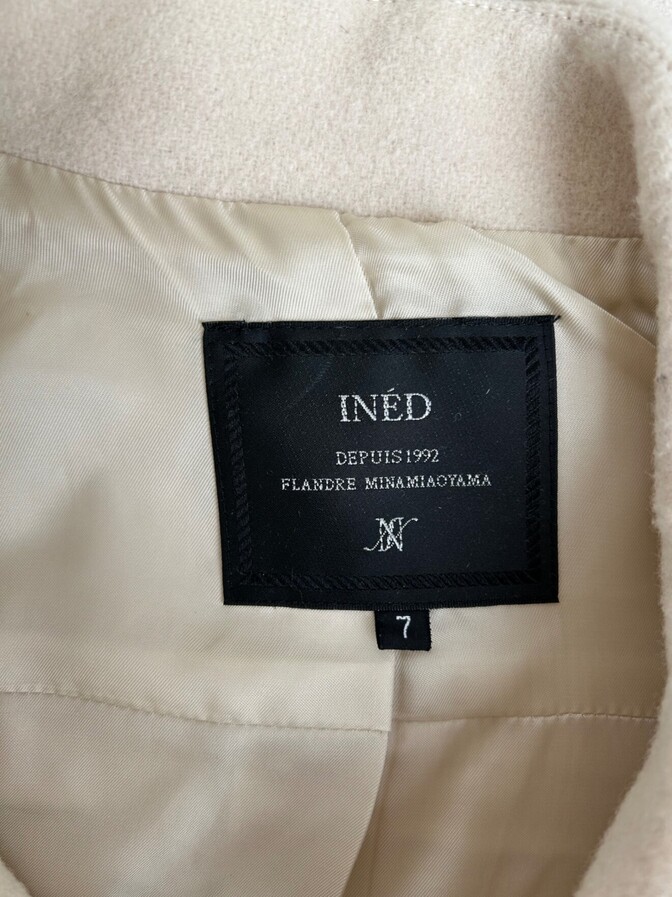 INÉD
DEPUIS 1992
FLANDRE MINAMIAOYAMA
7